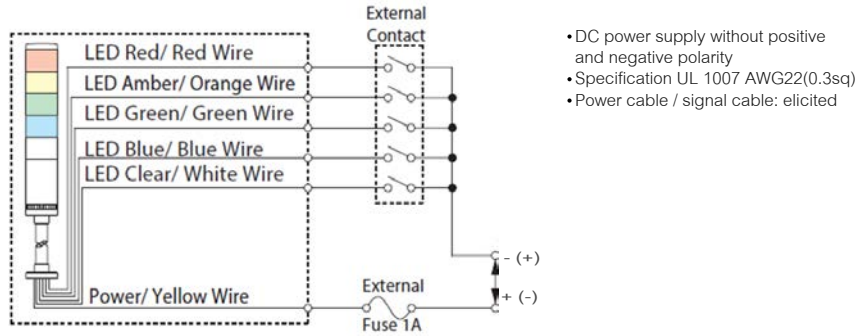 External
Contact
LED Red/ Red Wire
LED Amber/ Orange Wire
LED Green/ Green Wire
LED Blue/ Blue Wire
LED Clear/ White Wire
- (+)
+ (-)
Power/ Yellow Wire
External
Fuse 1A
•DC power supply without positive
and negative polarity
•Specification UL 1007 AWG22(0.3sq)
•Power cable / signal cable: elicited